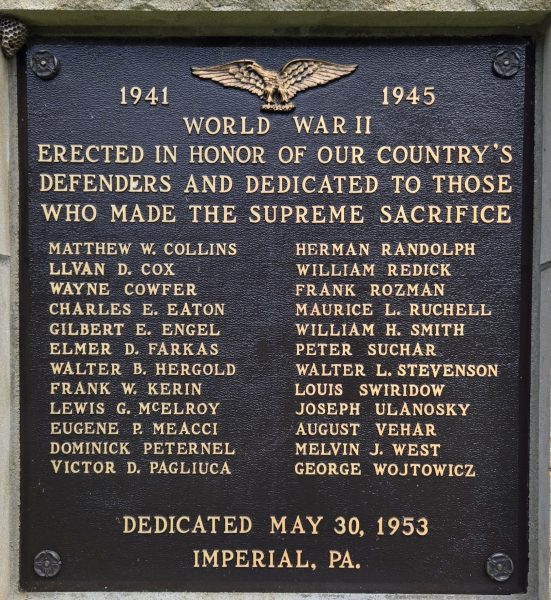 1941 1945
WORLD WAR II
ERECTED IN HONOR OF OUR COUNTRY'S
DEFENDERS AND DEDICATED TO THOSE
WHO MADE THE SUPREME SACRIFICE
MATTHEW W. COLLINS
LLVAN D. COX
WAYNE COWFER
CHARLES E. EATON
GILBERT E. ENGEL
ELMER D. FARKAS
WALTER B. HERGOLD
FRANK W. KERIN
LEWIS G. McELROY
EUGENE P. MEACCI
DOMINICK PETERNEL
VICTOR D. PAGLIUCA
HERMAN RANDOLPH
WILLIAM REDICK
FRANK ROZMAN
MAURICE L. RUCHELL
WILLIAM H. SMITH
PETER SUCHAR
WALTER L. STEVENSON
LOUIS SWIRIDOW
JOSEPH ULANOSKY
AUGUST VEHAR
MELVIN J. WEST
GEORGE WOJTOWICZ
DEDICATED MAY 30, 1953
IMPERIAL, PA.